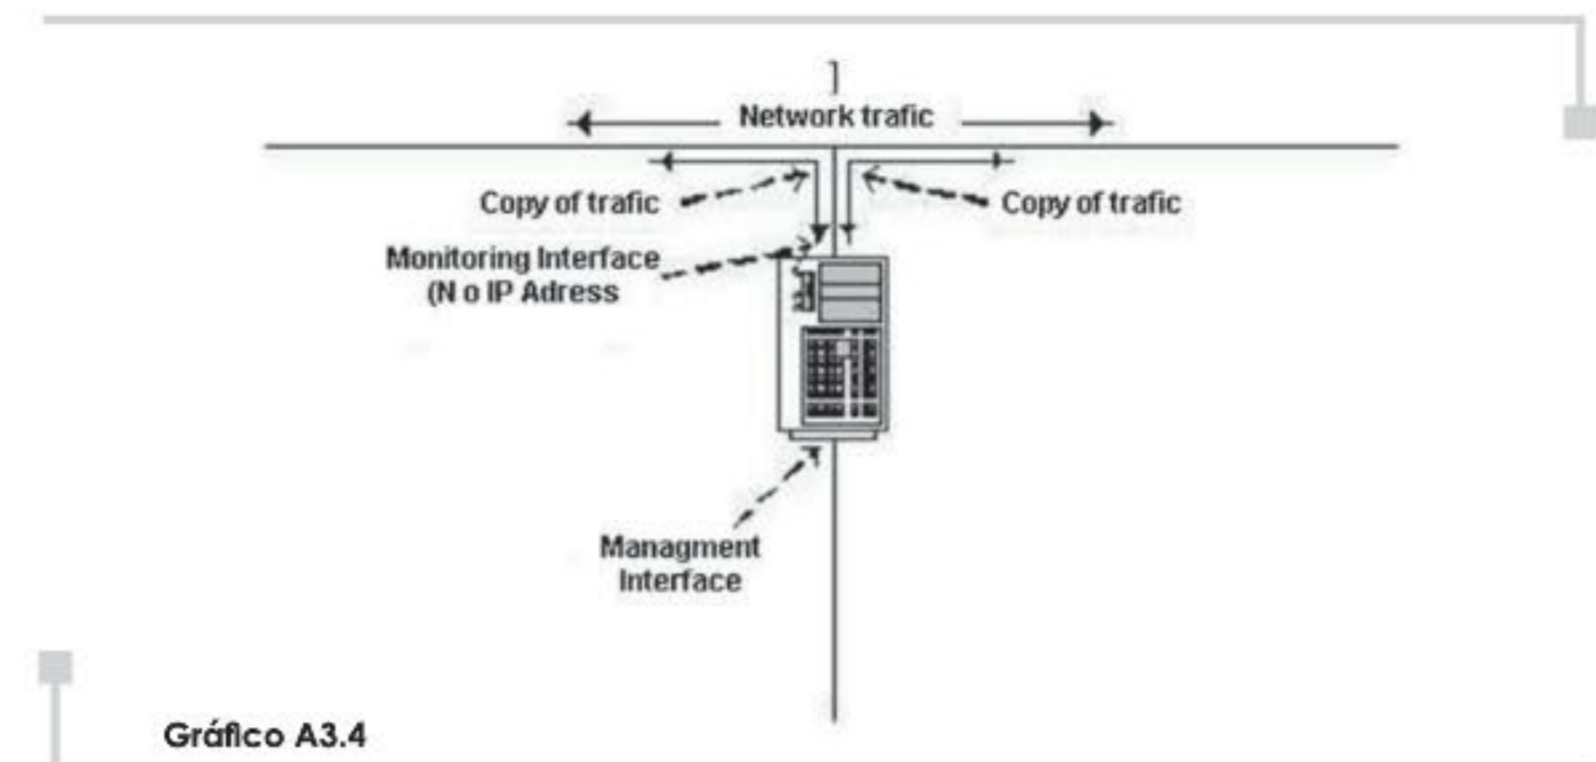 Network trafic
Copy of trafic
Copy of trafic
Monitoring Interface
(N o IP Adress
Managment
Interface
Gráfico A3.4